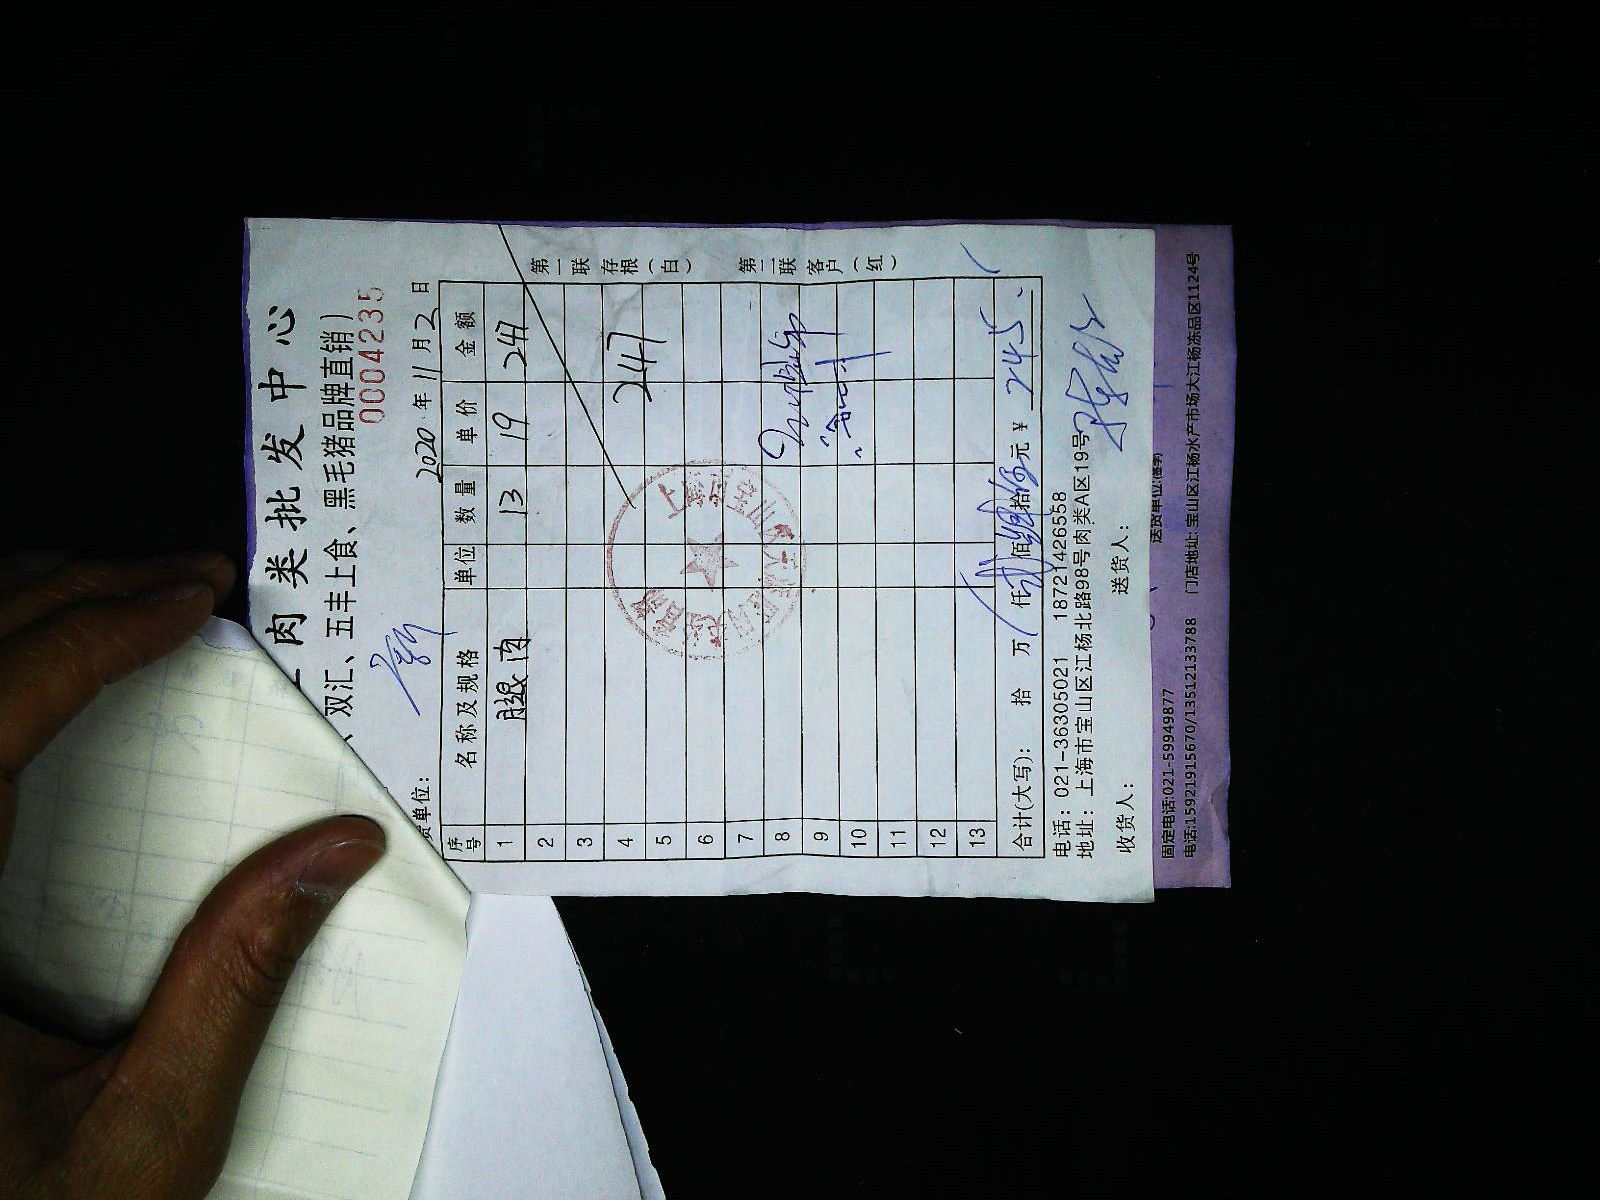 肉类批发中心
双汇、五丰上食、黑毛猪品牌直销)
0004235
货单位:
2020 年 11 月 2 日
序号 名称及规格 单位 数量 单价 金额
1 腿肉 13 19 247
2
3
4 247
5
6
7
8
9
10
11
12
13
合计(大写): 拾 万 仟 佰 拾 元 ¥ 245
第一联 存根(白) 第二联 客户(红)
电话: 021-36305021 18721426558
地址: 上海市宝山区江杨北路98号肉类A区19号
收货人: 送货人:
送货单位(签字)
固定电话:021-59949877
电话:15921915670/13512133788 门店地址: 宝山区江杨水产市场大江杨冻品区1124号